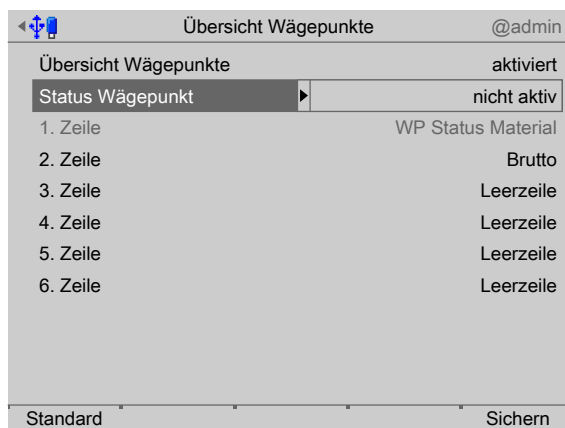 Übersicht Wägepunkte @admin
Übersicht Wägepunkte aktiviert
Status Wägepunkt nicht aktiv
1. Zeile WP Status Material
2. Zeile Brutto
3. Zeile Leerzeile
4. Zeile Leerzeile
5. Zeile Leerzeile
6. Zeile Leerzeile
Standard Sichern